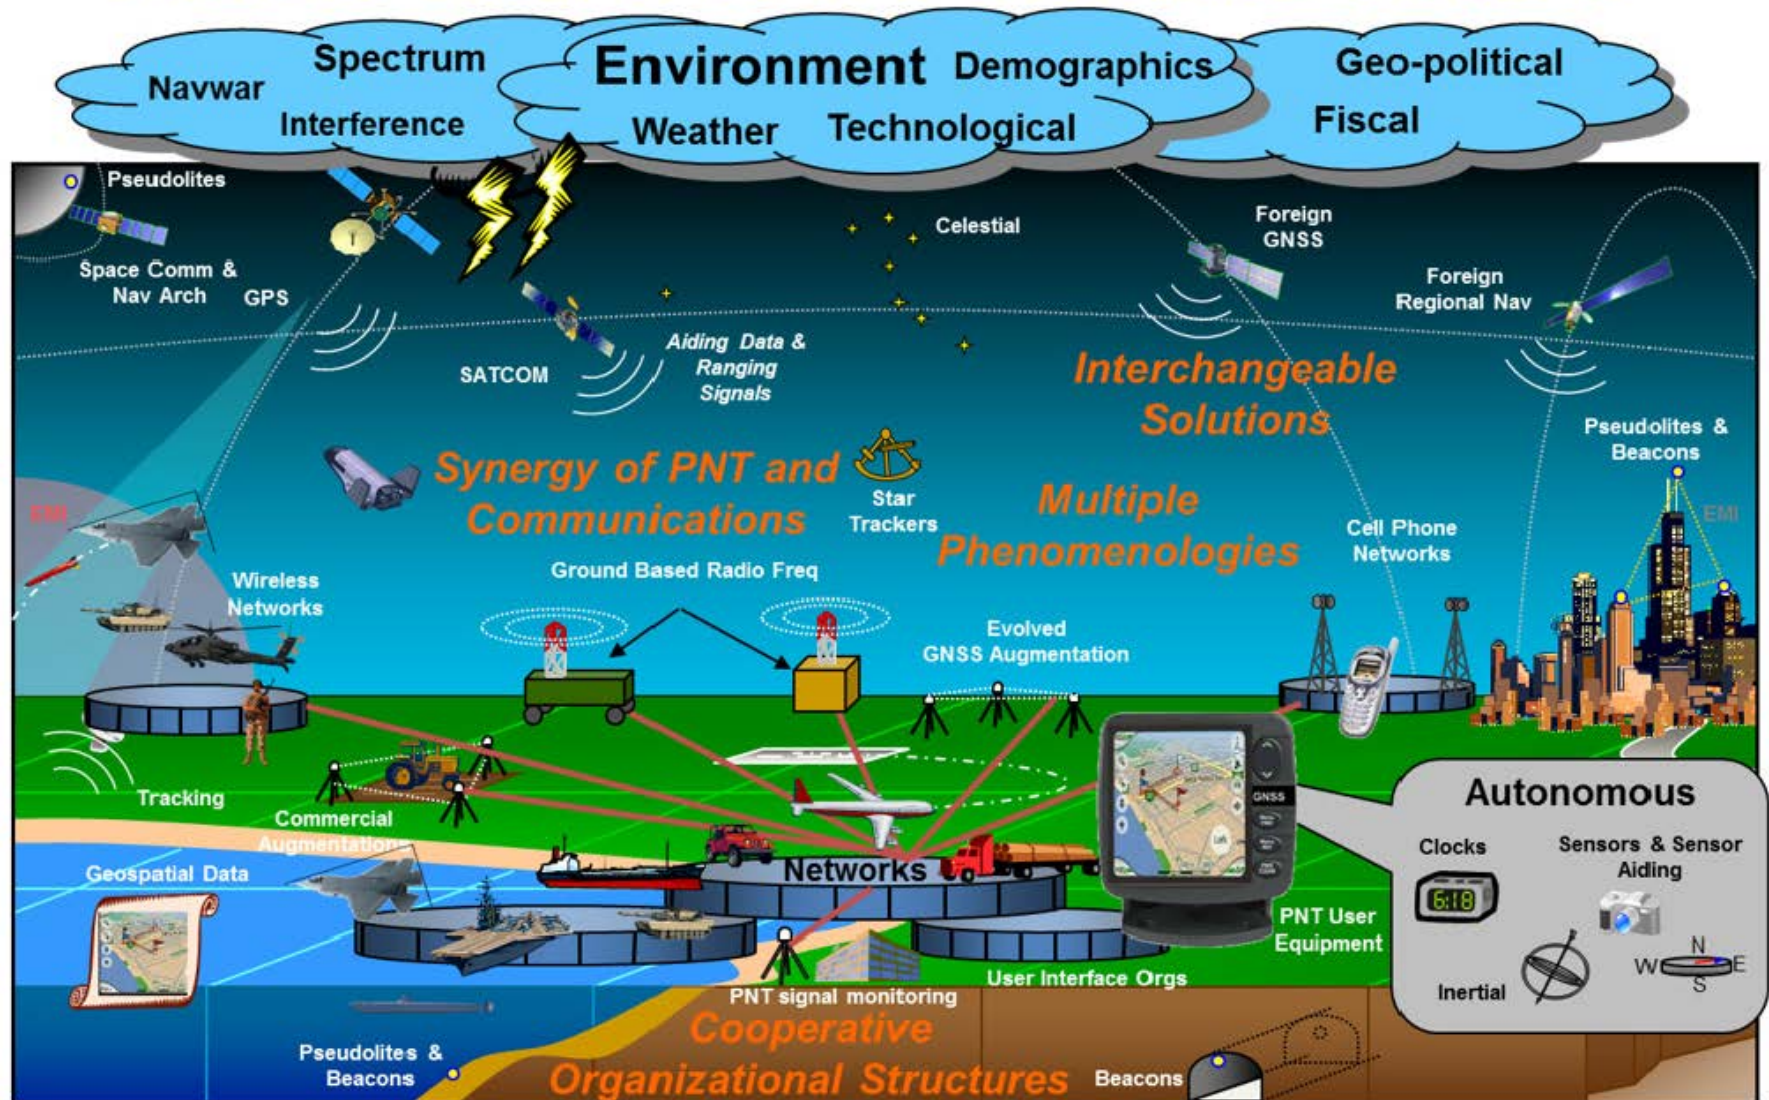 Navwar
Spectrum
Interference
Environment
Demographics
Weather
Technological
Geo-political
Fiscal
Pseudolites
Space Comm &
Nav Arch
GPS
Celestial
Foreign
GNSS
Foreign
Regional Nav
SATCOM
Aiding Data &
Ranging
Signals
Interchangeable
Solutions
Pseudolites &
Beacons
Synergy of PNT and
Communications
Star
Trackers
Multiple
Phenomenologies
EMI
EMI
Cell Phone
Networks
Wireless
Networks
Ground Based Radio Freq
Evolved
GNSS Augmentation
Tracking
Commercial
Augmentations
GNSS
Geospatial Data
Networks
Autonomous
Clocks
6:18
Sensors & Sensor
Aiding
Inertial
N
W E
S
PNT User
Equipment
User Interface Orgs
PNT signal monitoring
Cooperative
Organizational Structures
Pseudolites &
Beacons
Beacons